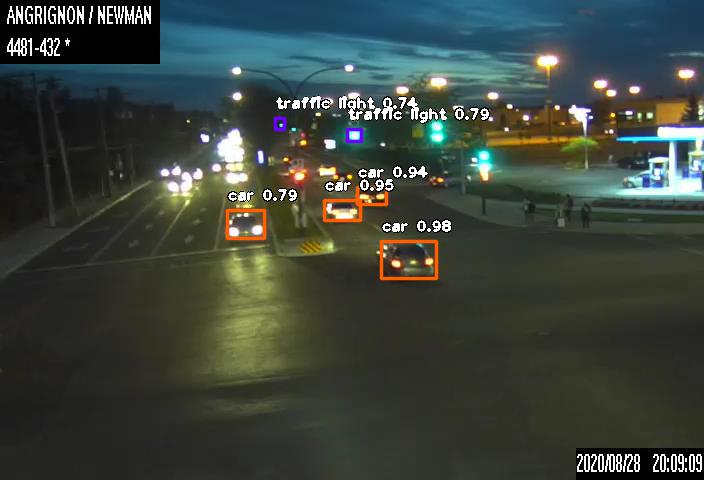 ANGRIGNON / NEWMAN
4481-432 *
traffic light 0.74
traffic light 0.79
car 0.94
car 0.95
car 0.79
car 0.98
2020/08/28 20:09:09